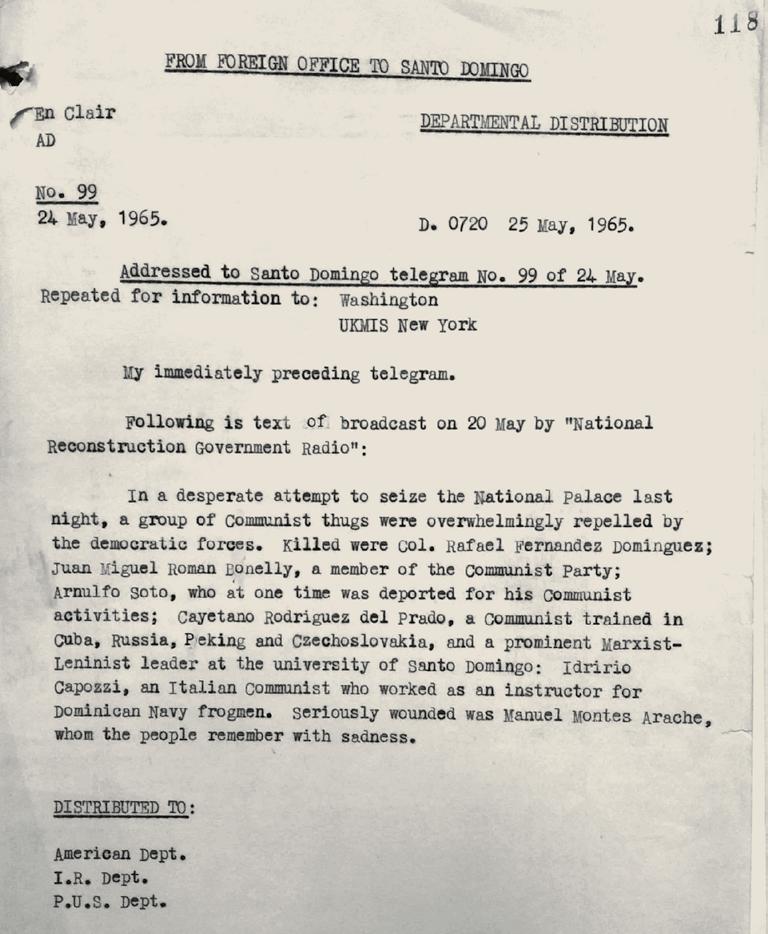 118
FROM FOREIGN OFFICE TO SANTO DOMINGO
En Clair
AD
DEPARTMENTAL DISTRIBUTION
No. 99
24 May, 1965.
D. 0720 25 May, 1965.
Addressed to Santo Domingo telegram No. 99 of 24 May.
Repeated for information to: Washington
UKMIS New York
My immediately preceding telegram.
Following is text of broadcast on 20 May by "National
Reconstruction Government Radio":
In a desperate attempt to seize the National Palace last
night, a group of Communist thugs were overwhelmingly repelled by
the democratic forces. Killed were Col. Rafael Fernandez Dominguez;
Juan Miguel Roman Bonelly, a member of the Communist Party;
Arnulfo Soto, who at one time was deported for his Communist
activities; Cayetano Rodriguez del Prado, a Communist trained in
Cuba, Russia, Peking and Czechoslovakia, and a prominent Marxist-
Leninist leader at the university of Santo Domingo: Idririo
Capozzi, an Italian Communist who worked as an instructor for
Dominican Navy frogmen. Seriously wounded was Manuel Montes Arache,
whom the people remember with sadness.
DISTRIBUTED TO:
American Dept.
I.R. Dept.
P.U.S. Dept.